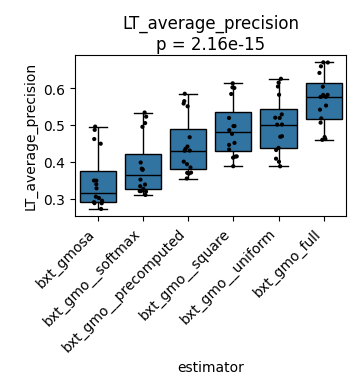 LT_average_precision
p = 2.16e-15
LT_average_precision
0.6
0.5
0.4
0.3
bxt_gmosa
bxt_gmo__softmax
bxt_gmo__precomputed
bxt_gmo__square
bxt_gmo__uniform
bxt_gmo_full
estimator